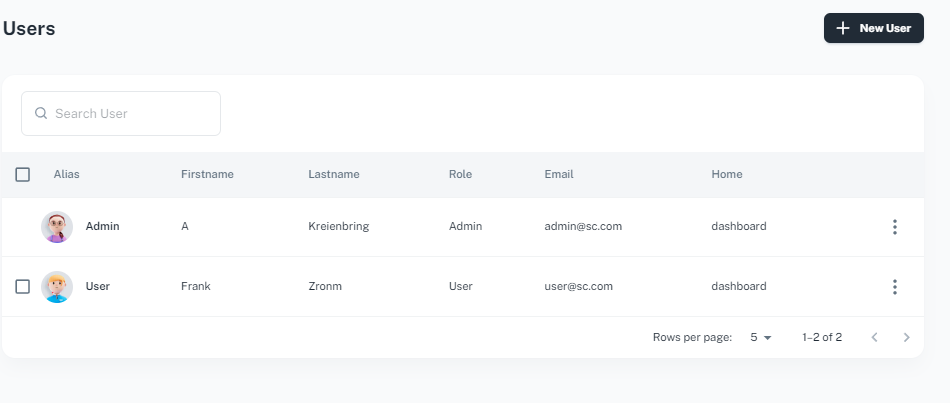 Users
New User
Search User
Alias Firstname Lastname Role Email Home
Admin A Kreienbring Admin admin@sc.com dashboard
User Frank Zronm User user@sc.com dashboard
Rows per page: 5 1–2 of 2